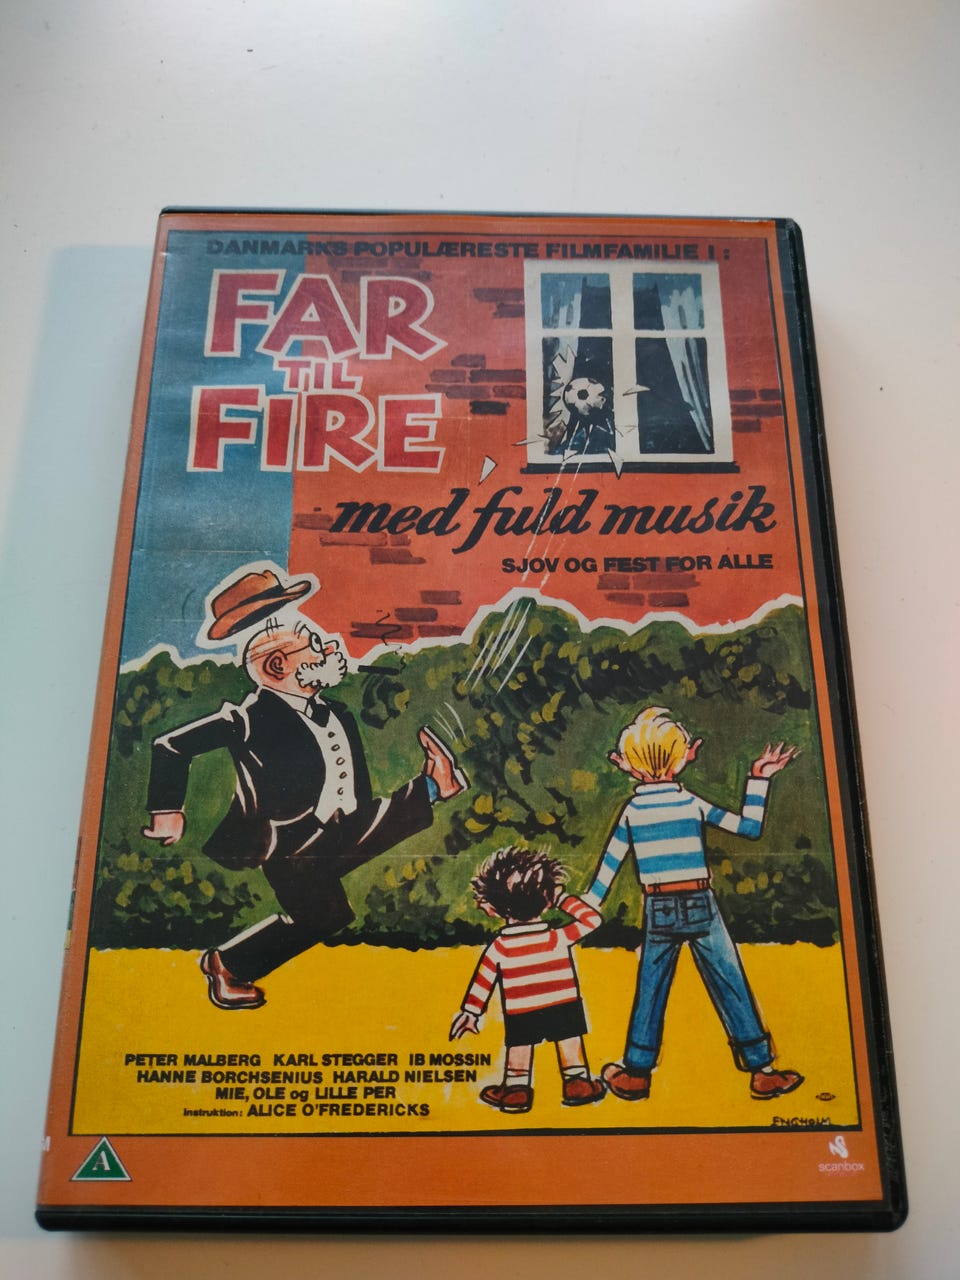 DANMARKS POPULÆRESTE FILMFAMILIE I :
FAR
TIL
FIRE
med fuld musik
SJOV OG FEST FOR ALLE
PETER MALBERG KARL STEGGER IB MOSSIN
HANNE BORCHSENIUS HARALD NIELSEN
MIE, OLE og LILLE PER
Instruktion: ALICE O'FREDERICKS
ENGHOLM
A
scanbox